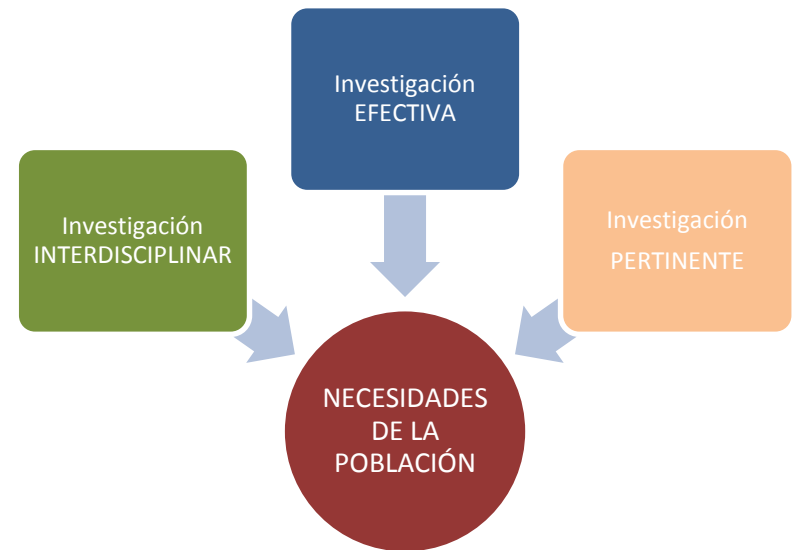 Investigación
EFECTIVA
Investigación
INTERDISCIPLINAR
Investigación
PERTINENTE
NECESIDADES
DE LA
POBLACIÓN